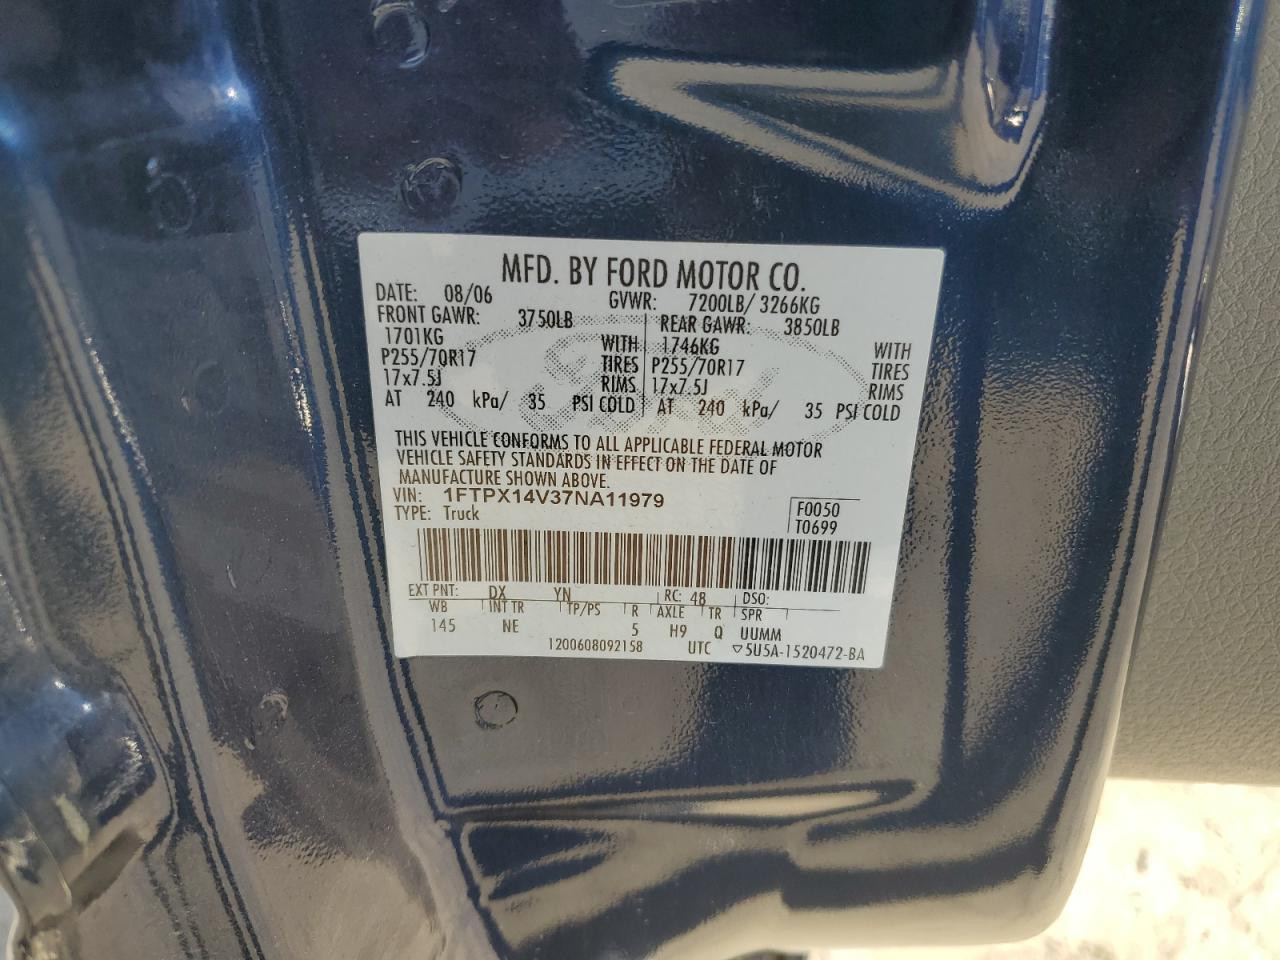 MFD. BY FORD MOTOR CO.
DATE: 08/06 GVWR: 7200LB/ 3266KG
FRONT GAWR: 3750LB REAR GAWR: 3850LB
1701KG WITH 1746KG WITH
P255/70R17 TIRES P255/70R17 TIRES
17x7.5J RIMS 17x7.5J RIMS
AT 240 kPa/ 35 PSI COLD AT 240 kPa/ 35 PSI COLD
THIS VEHICLE CONFORMS TO ALL APPLICABLE FEDERAL MOTOR
VEHICLE SAFETY STANDARDS IN EFFECT ON THE DATE OF
MANUFACTURE SHOWN ABOVE.
VIN: 1FTPX14V37NA11979
TYPE: Truck
F0050
T0699
EXT PNT: DX YN RC: 48 DSO:
WB INT TR TP/PS R AXLE TR SPR
145 NE 5 H9 Q UUMM
1200608092158 UTC ▽5U5A-1520472-BA